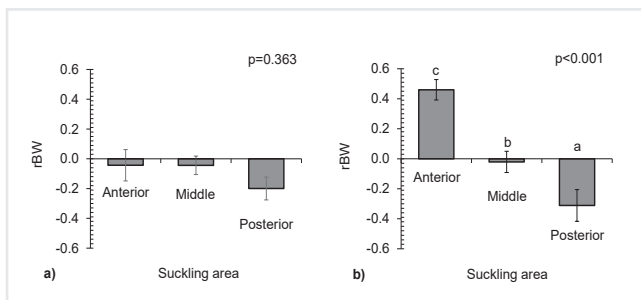 p=0.363
0.6
0.4
0.2
0.0
-0.2
-0.4
-0.6
rBW
Anterior
Middle
Posterior
a)
Suckling area
p<0.001
0.6
0.4
0.2
0.0
-0.2
-0.4
-0.6
rBW
c
b
a
Anterior
Middle
Posterior
b)
Suckling area